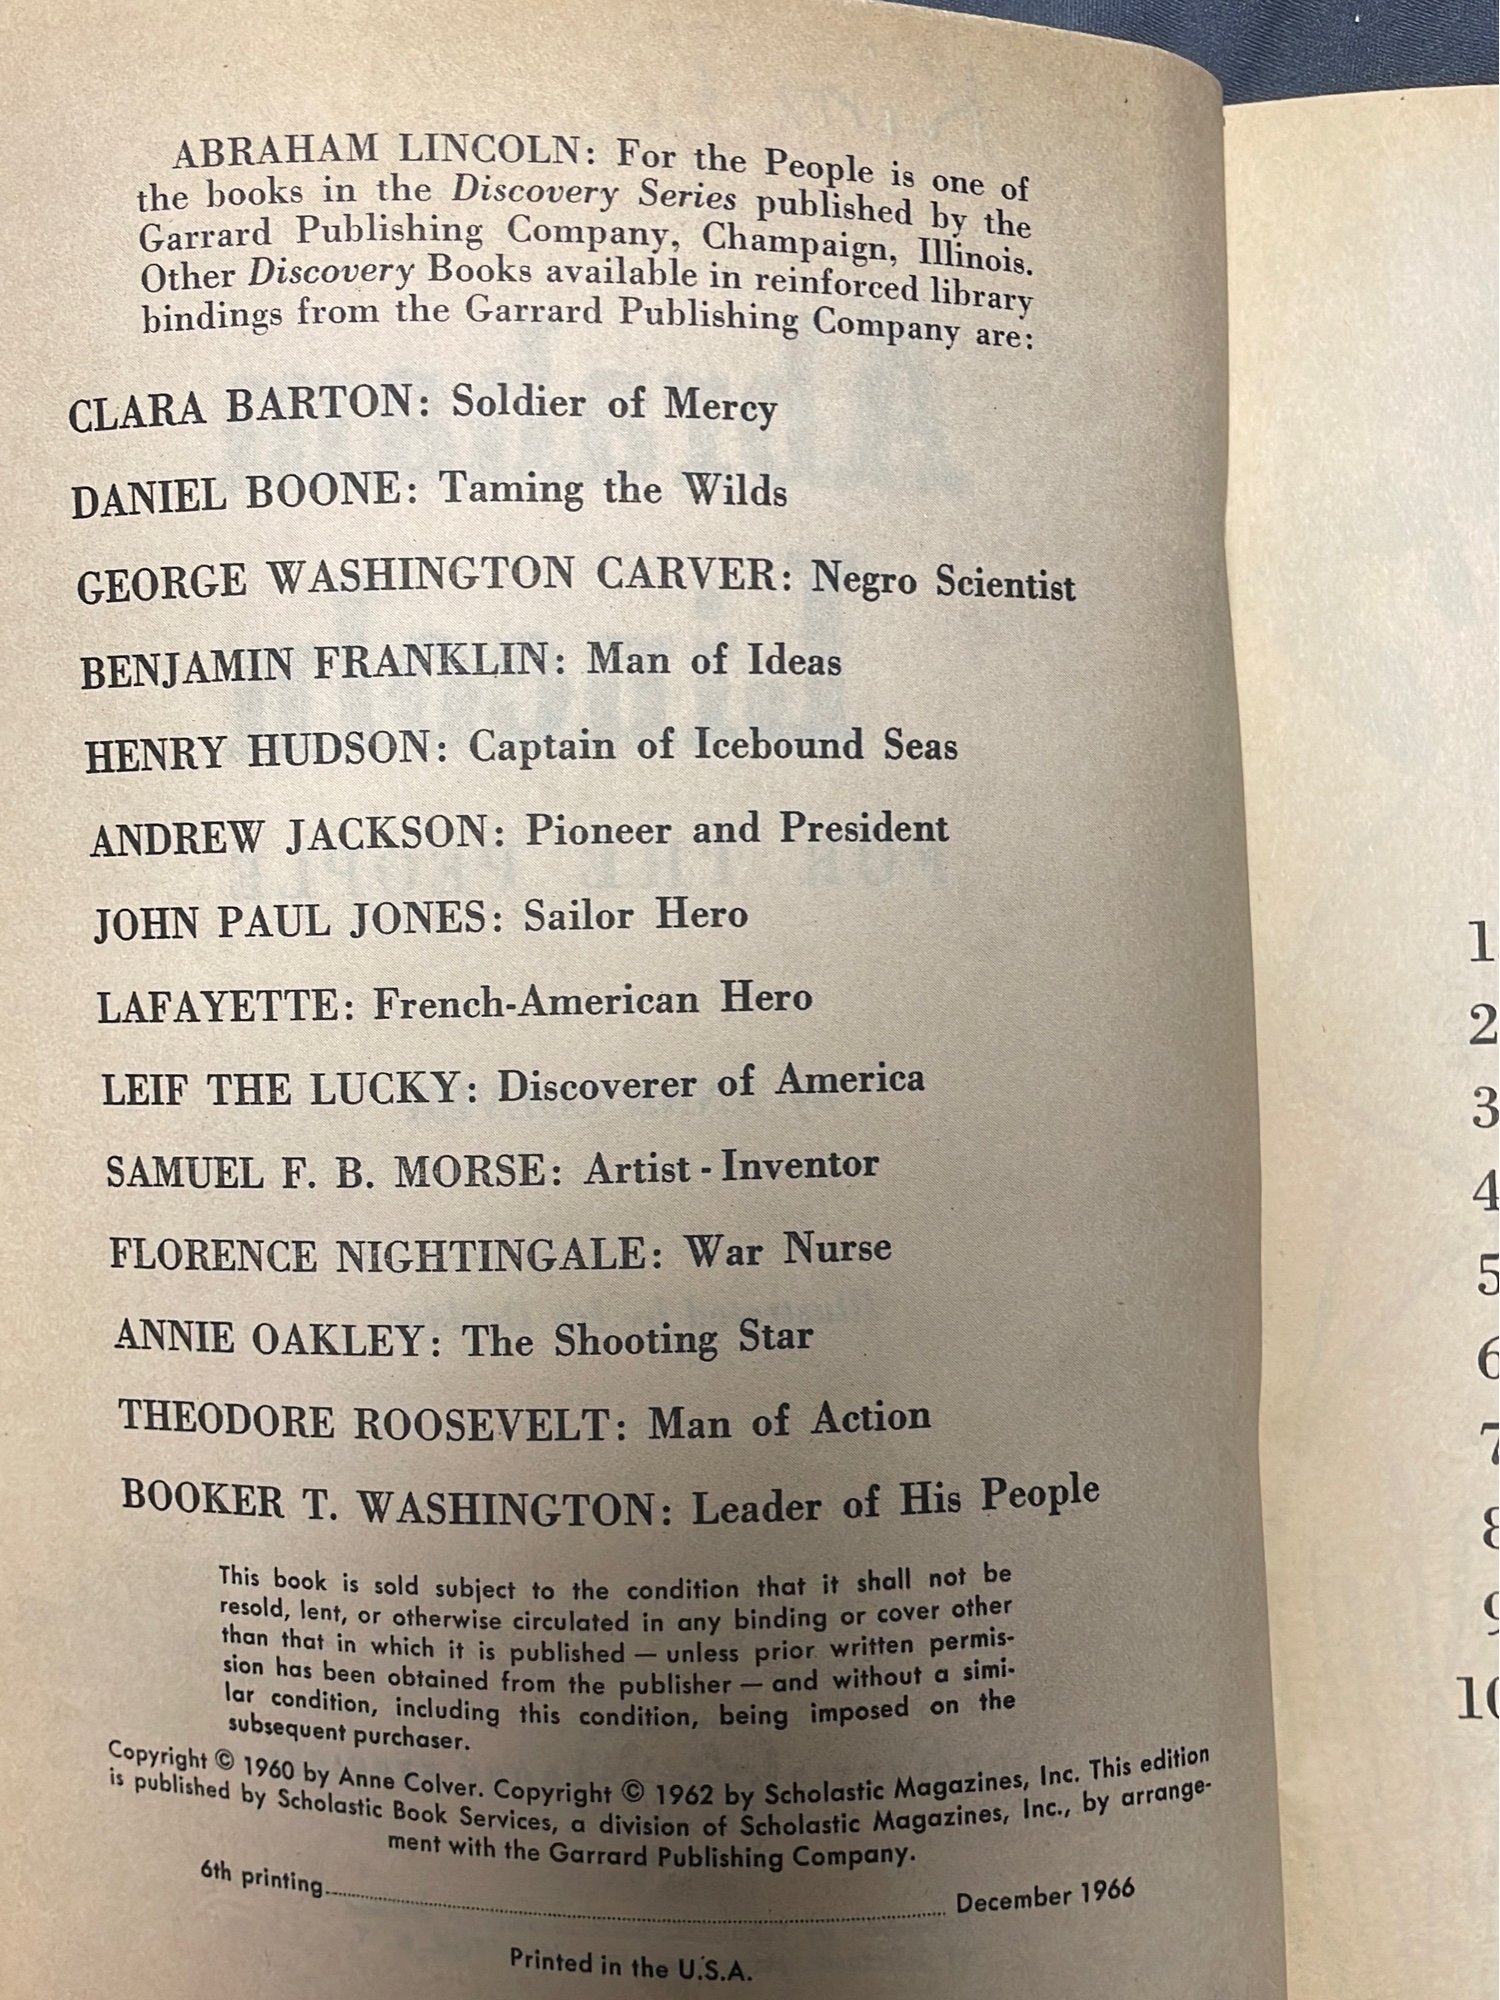 ABRAHAM LINCOLN: For the People is one of
the books in the Discovery Series published by the
Garrard Publishing Company, Champaign, Illinois.
Other Discovery Books available in reinforced library
bindings from the Garrard Publishing Company are:
CLARA BARTON: Soldier of Mercy
DANIEL BOONE: Taming the Wilds
GEORGE WASHINGTON CARVER: Negro Scientist
BENJAMIN FRANKLIN: Man of Ideas
HENRY HUDSON: Captain of Icebound Seas
ANDREW JACKSON: Pioneer and President
JOHN PAUL JONES: Sailor Hero
LAFAYETTE: French-American Hero
LEIF THE LUCKY: Discoverer of America
SAMUEL F. B. MORSE: Artist - Inventor
FLORENCE NIGHTINGALE: War Nurse
ANNIE OAKLEY: The Shooting Star
THEODORE ROOSEVELT: Man of Action
BOOKER T. WASHINGTON: Leader of His People
This book is sold subject to the condition that it shall not be
resold, lent, or otherwise circulated in any binding or cover other
than that in which it is published — unless prior written permis-
sion has been obtained from the publisher — and without a simi-
lar condition, including this condition, being imposed on the
subsequent purchaser.
Copyright © 1960 by Anne Colver. Copyright © 1962 by Scholastic Magazines, Inc. This edition
is published by Scholastic Book Services, a division of Scholastic Magazines, Inc., by arrange-
ment with the Garrard Publishing Company.
6th printing.......... December 1966
Printed in the U.S.A.
1.
2
3
4
5
6
7
8
9
10